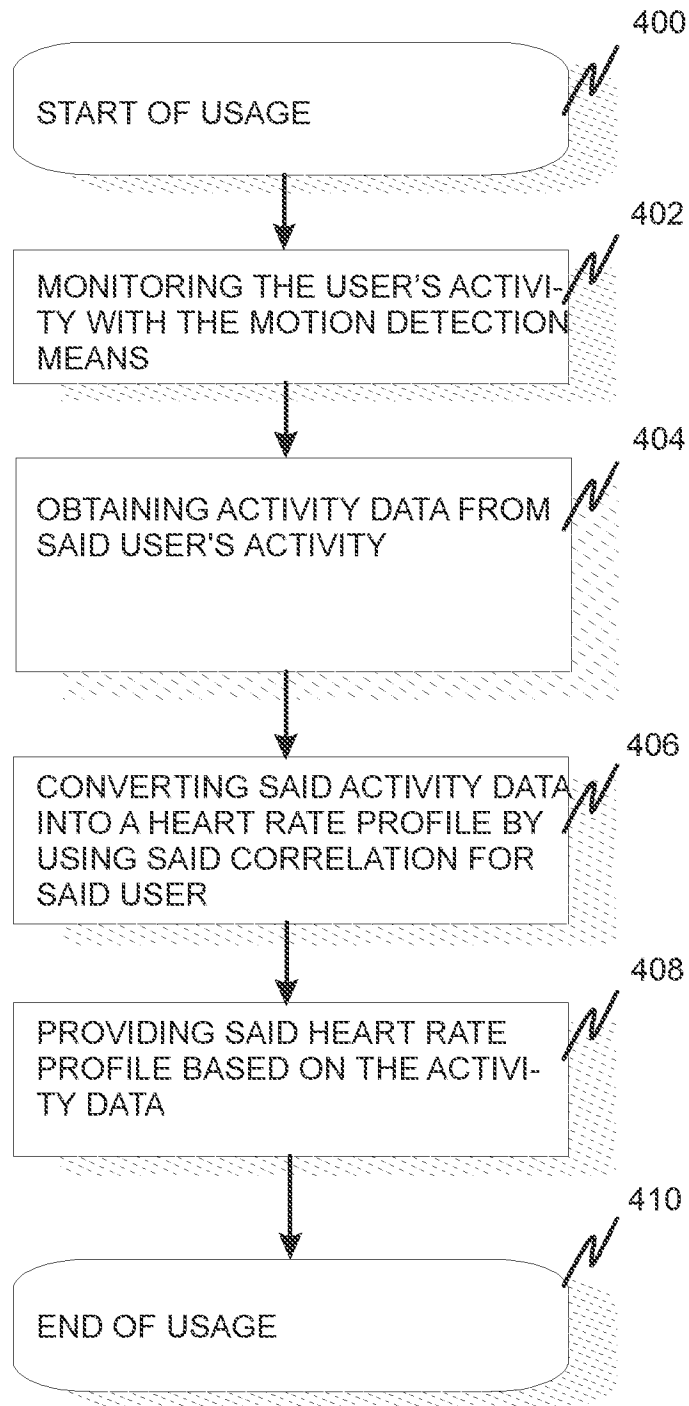 400
START OF USAGE
402
MONITORING THE USER'S ACTIVI-
TY WITH THE MOTION DETECTION
MEANS
404
OBTAINING ACTIVITY DATA FROM
SAID USER'S ACTIVITY
406
CONVERTING SAID ACTIVITY DATA
INTO A HEART RATE PROFILE BY
USING SAID CORRELATION FOR
SAID USER
408
PROVIDING SAID HEART RATE
PROFILE BASED ON THE ACTIVI-
TY DATA
410
END OF USAGE